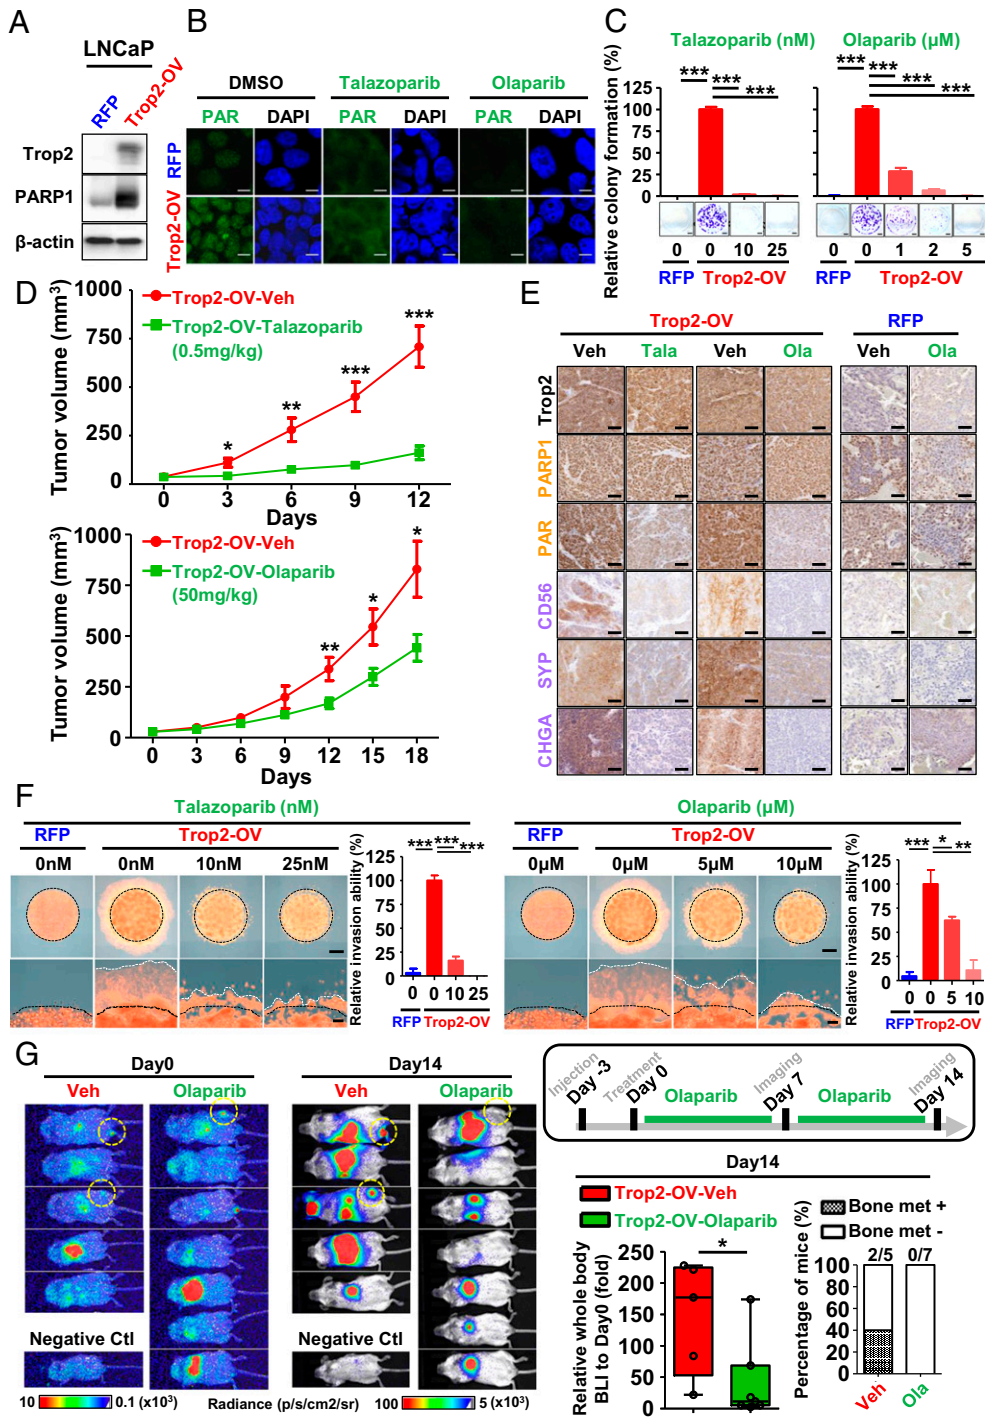 A
LNCaP
RFP
Trop2-OV
Trop2
PARP1
β-actin
B
DMSO
Talazoparib
Olaparib
PAR
DAPI
PAR
DAPI
PAR
DAPI
RFP
Trop2-OV
C
Talazoparib (nM)
Olaparib (µM)
Relative colony formation (%)
*** *** ***
*** *** *** ***
125
100
75
50
25
0
0 0 10 25
0 0 1 2 5
RFP Trop2-OV
RFP Trop2-OV
D
Tumor volume (mm³)
1000
750
500
250
0
Trop2-OV-Veh
Trop2-OV-Talazoparib
(0.5mg/kg)
* ** *** ***
0 3 6 9 12
Days
Tumor volume (mm³)
1000
750
500
250
0
Trop2-OV-Veh
Trop2-OV-Olaparib
(50mg/kg)
** * *
0 3 6 9 12 15 18
Days
E
Trop2-OV
RFP
Veh Tala Veh Ola
Veh Ola
Trop2
PARP1
PAR
CD56
SYP
CHGA
F
Talazoparib (nM)
RFP
Trop2-OV
0nM 0nM 10nM 25nM
Relative invasion ability (%)
*** *** ***
125
100
75
50
25
0
0 0 10 25
RFP Trop2-OV
Olaparib (µM)
RFP
Trop2-OV
0µM 0µM 5µM 10µM
Relative invasion ability (%)
*** * **
125
100
75
50
25
0
0 0 5 10
RFP Trop2-OV
G
Day0
Veh Olaparib
Day14
Veh Olaparib
Negative Ctl
Negative Ctl
10 0.1 (x10³)
Radiance (p/s/cm2/sr)
100 5 (x10³)
Injection
Day -3
Treatment
Day 0
Olaparib
Imaging
Day 7
Olaparib
Imaging
Day 14
Day14
Trop2-OV-Veh
Trop2-OV-Olaparib
Relative whole body
BLI to Day0 (fold)
*
250
200
150
100
50
0
Bone met +
Bone met -
Percentage of mice (%)
2/5 0/7
100
80
60
40
20
0
Veh Ola